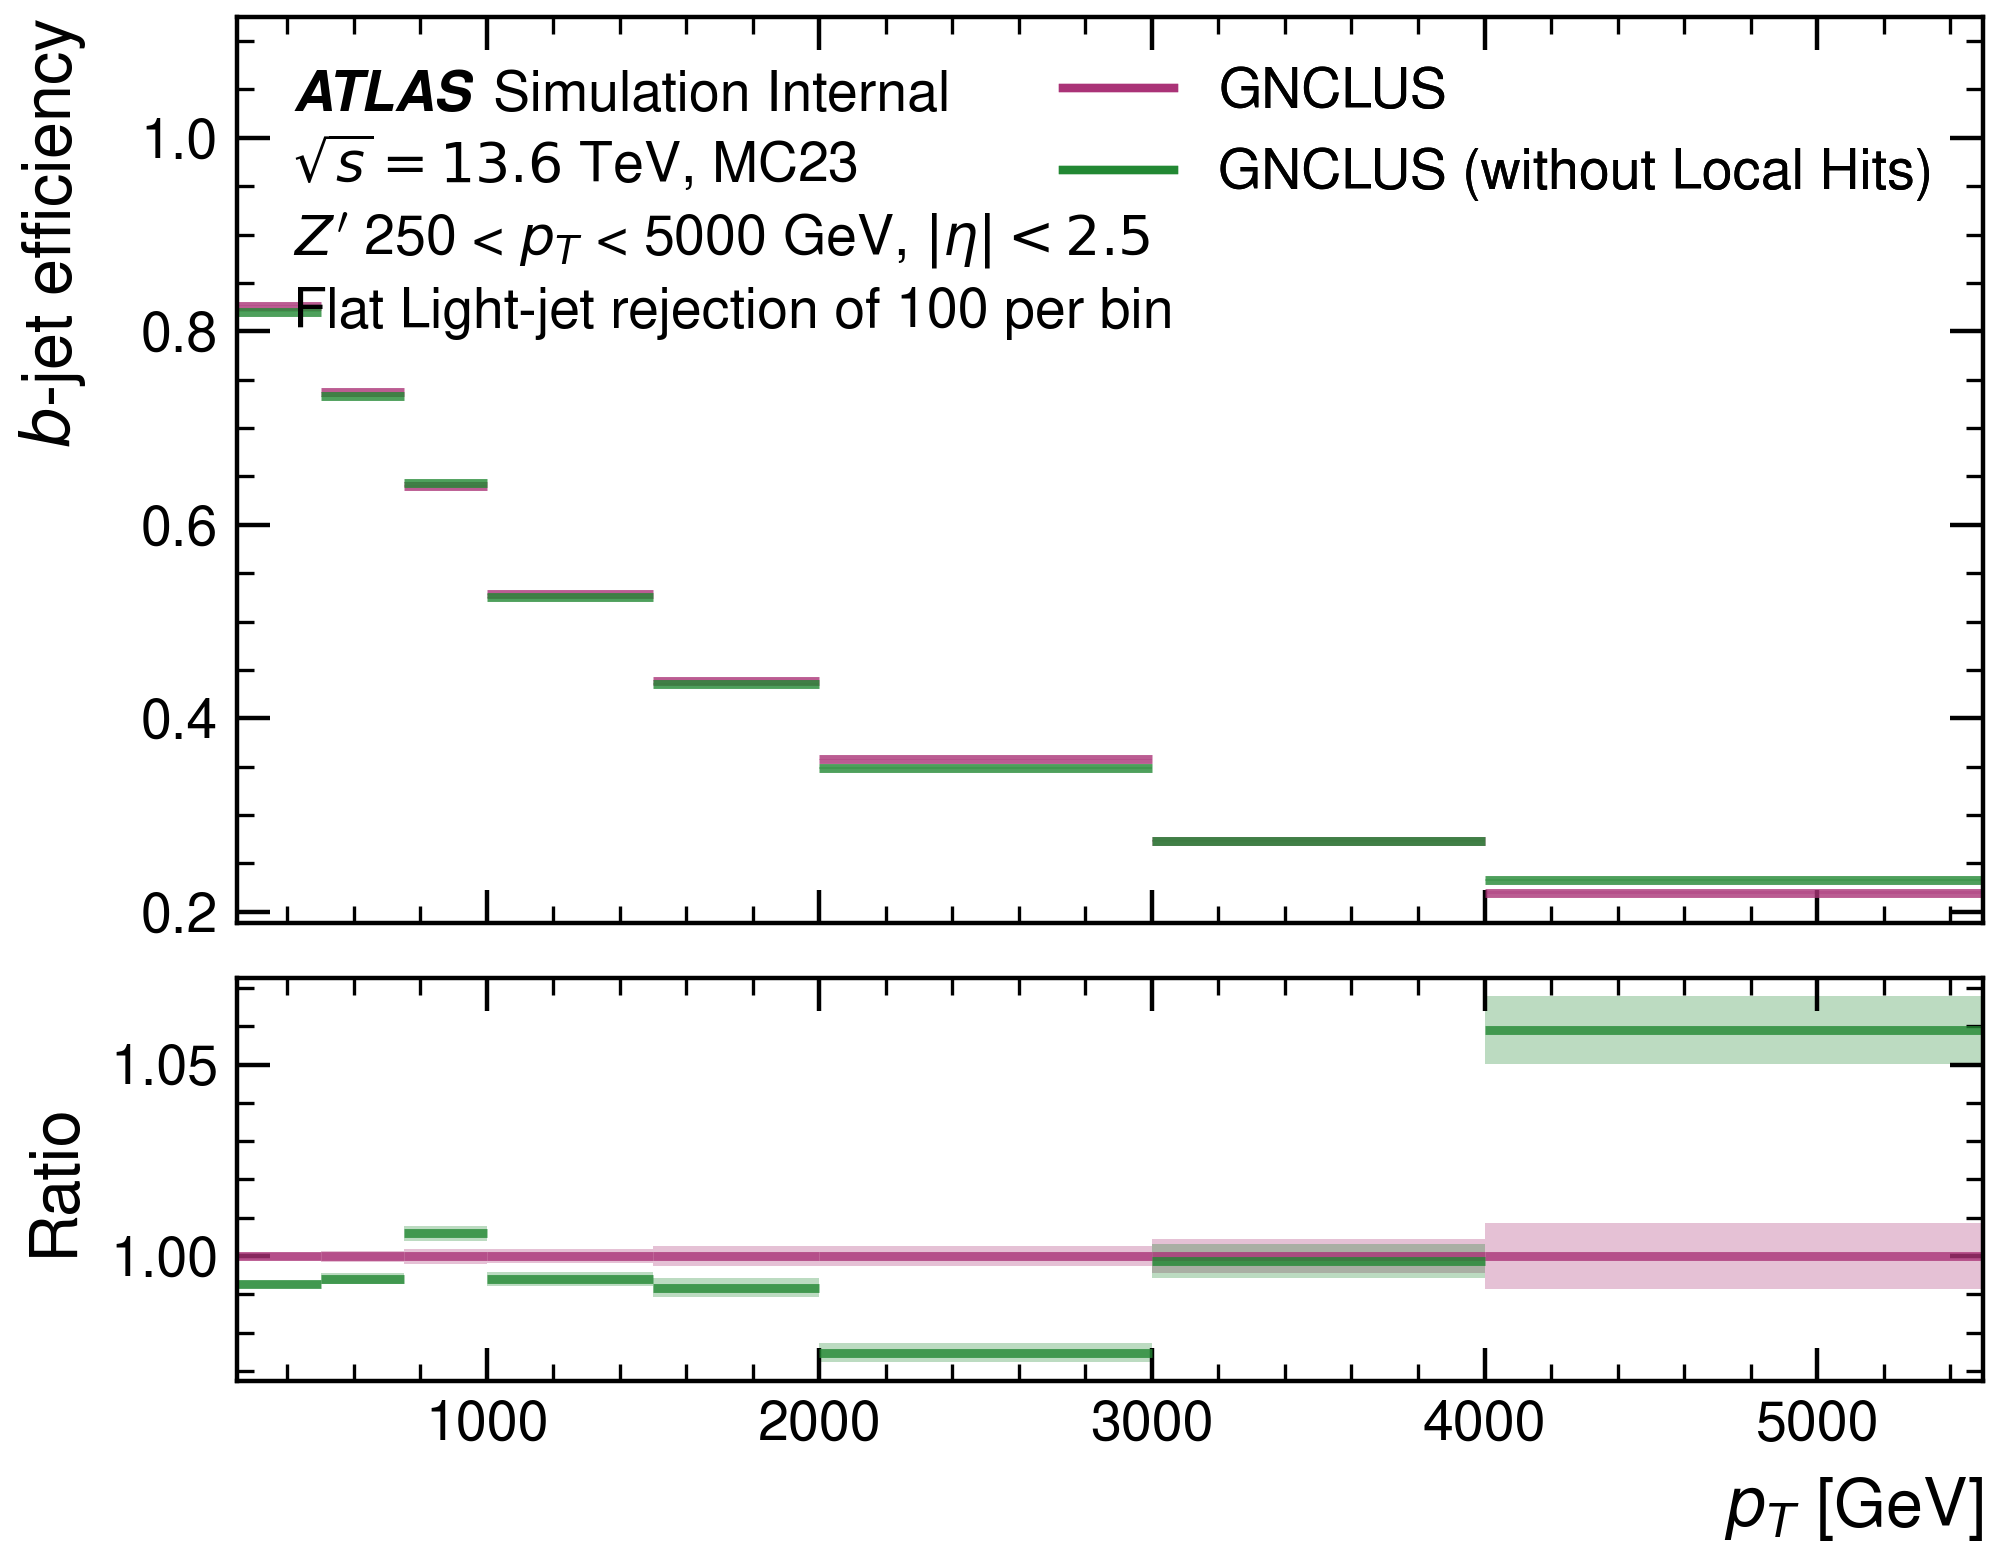 b-jet efficiency
ATLAS Simulation Internal
√s = 13.6 TeV, MC23
Z′ 250 < p_T < 5000 GeV, |η| < 2.5
Flat Light-jet rejection of 100 per bin
GNCLUS
GNCLUS (without Local Hits)
1.0
0.8
0.6
0.4
0.2
Ratio
1.05
1.00
1000 2000 3000 4000 5000
p_T [GeV]